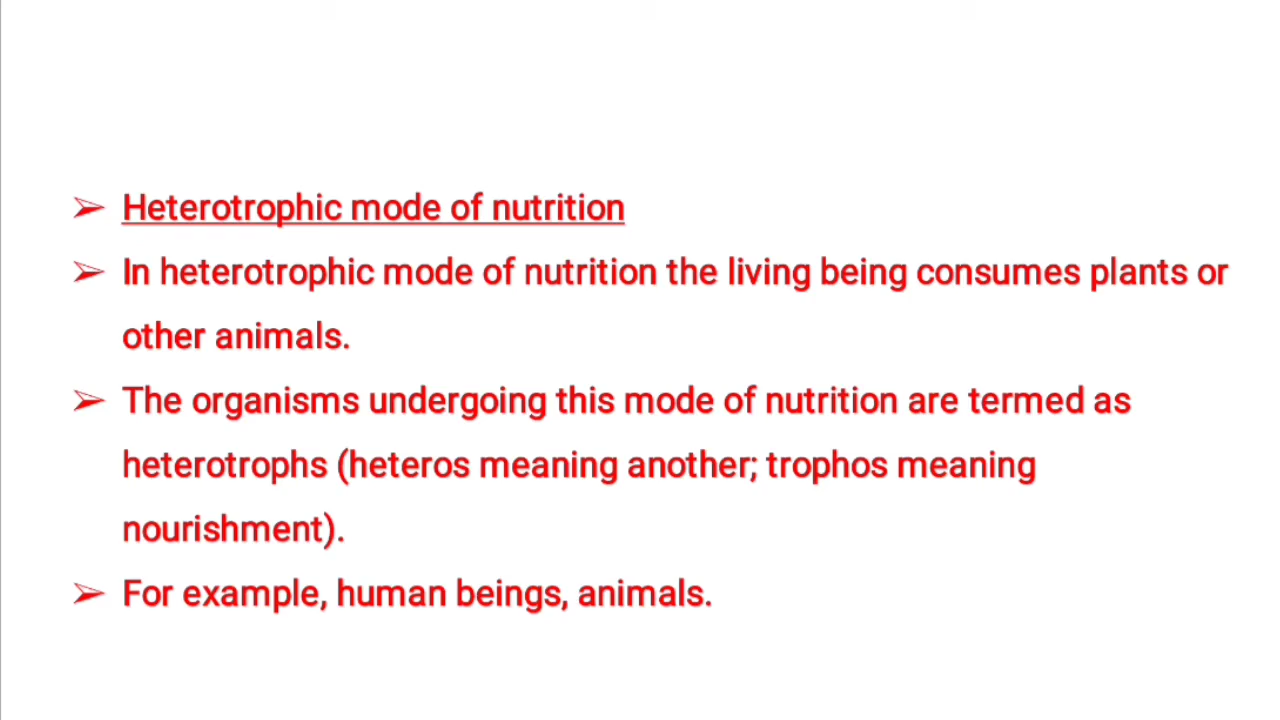 ➢ Heterotrophic mode of nutrition
➢ In heterotrophic mode of nutrition the living being consumes plants or
other animals.
➢ The organisms undergoing this mode of nutrition are termed as
heterotrophs (heteros meaning another; trophos meaning
nourishment).
➢ For example, human beings, animals.